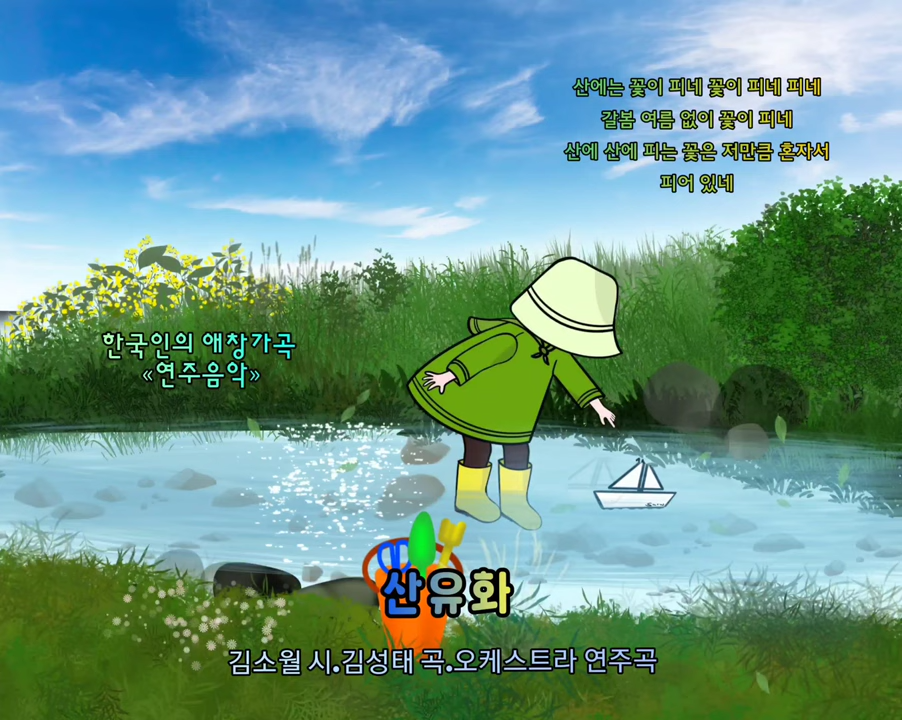 산에는 꽃이 피네 꽃이 피네 피네
갈봄 여름 없이 꽃이 피네
산에 산에 피는 꽃은 저만큼 혼자서
피어 있네
한국인의 애창가곡
«연주음악»
산유화
김소월 시.김성태 곡.오케스트라 연주곡